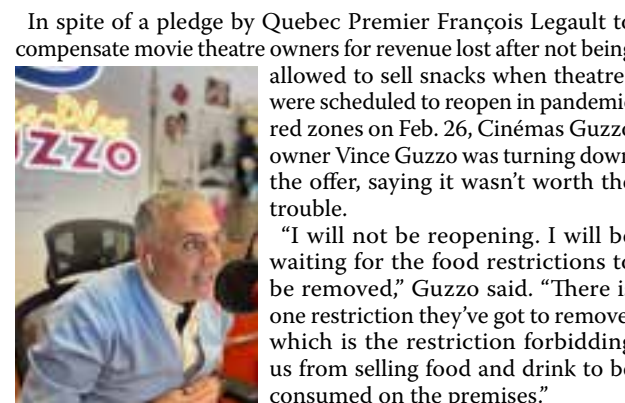 In spite of a pledge by Quebec Premier François Legault to
compensate movie theatre owners for revenue lost after not being
allowed to sell snacks when theatre
were scheduled to reopen in pandemic
red zones on Feb. 26, Cinémas Guzzo
owner Vince Guzzo was turning down
the offer, saying it wasn’t worth the
trouble.
“I will not be reopening. I will be
waiting for the food restrictions to
be removed,” Guzzo said. “There i
one restriction they’ve got to remove
which is the restriction forbidding
us from selling food and drink to be
consumed on the premises.”
UZZO